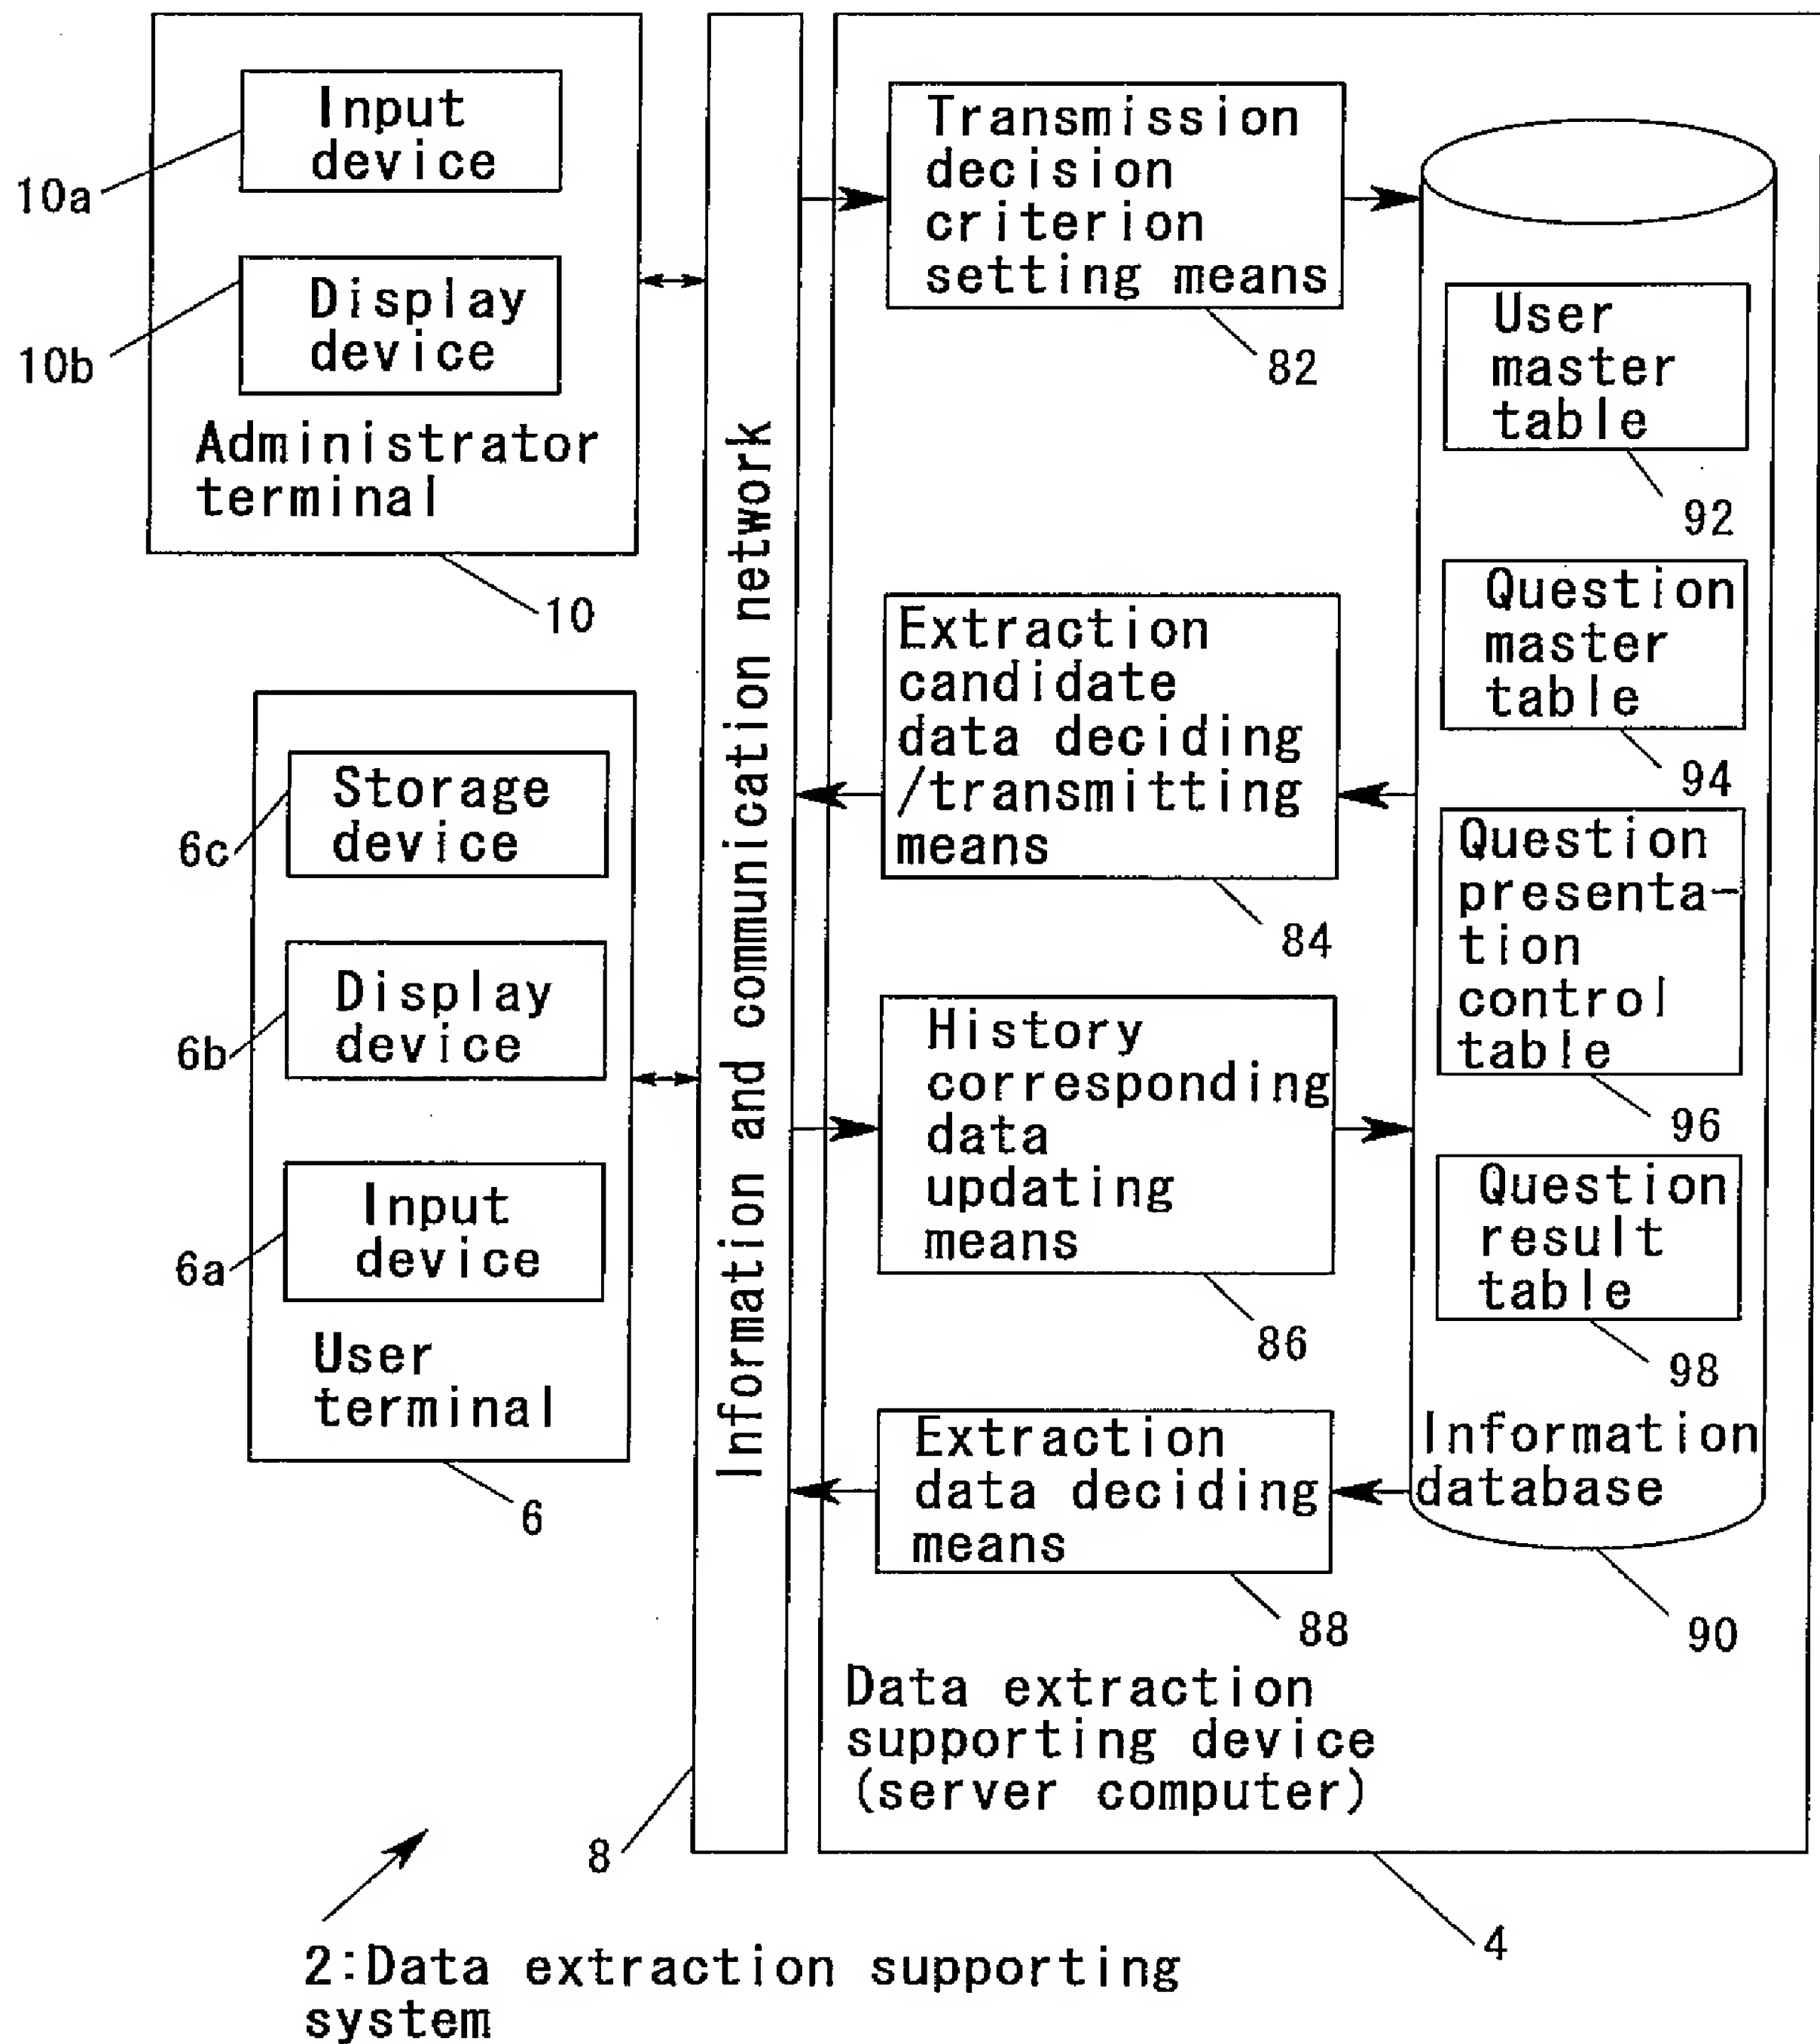 Input
device
10a
Display
device
10b
Administrator
terminal
10
Storage
device
6c
Display
device
6b
Input
device
6a
User
terminal
6
Information and communication network
8
Transmission
decision
criterion
setting means
82
Extraction
candidate
data deciding
/transmitting
means
84
History
corresponding
data
updating
means
86
Extraction
data deciding
means
88
User
master
table
92
Question
master
table
94
Question
presenta-
tion
control
table
96
Question
result
table
98
Information
database
90
Data extraction
supporting device
(server computer)
4
2:Data extraction supporting
system